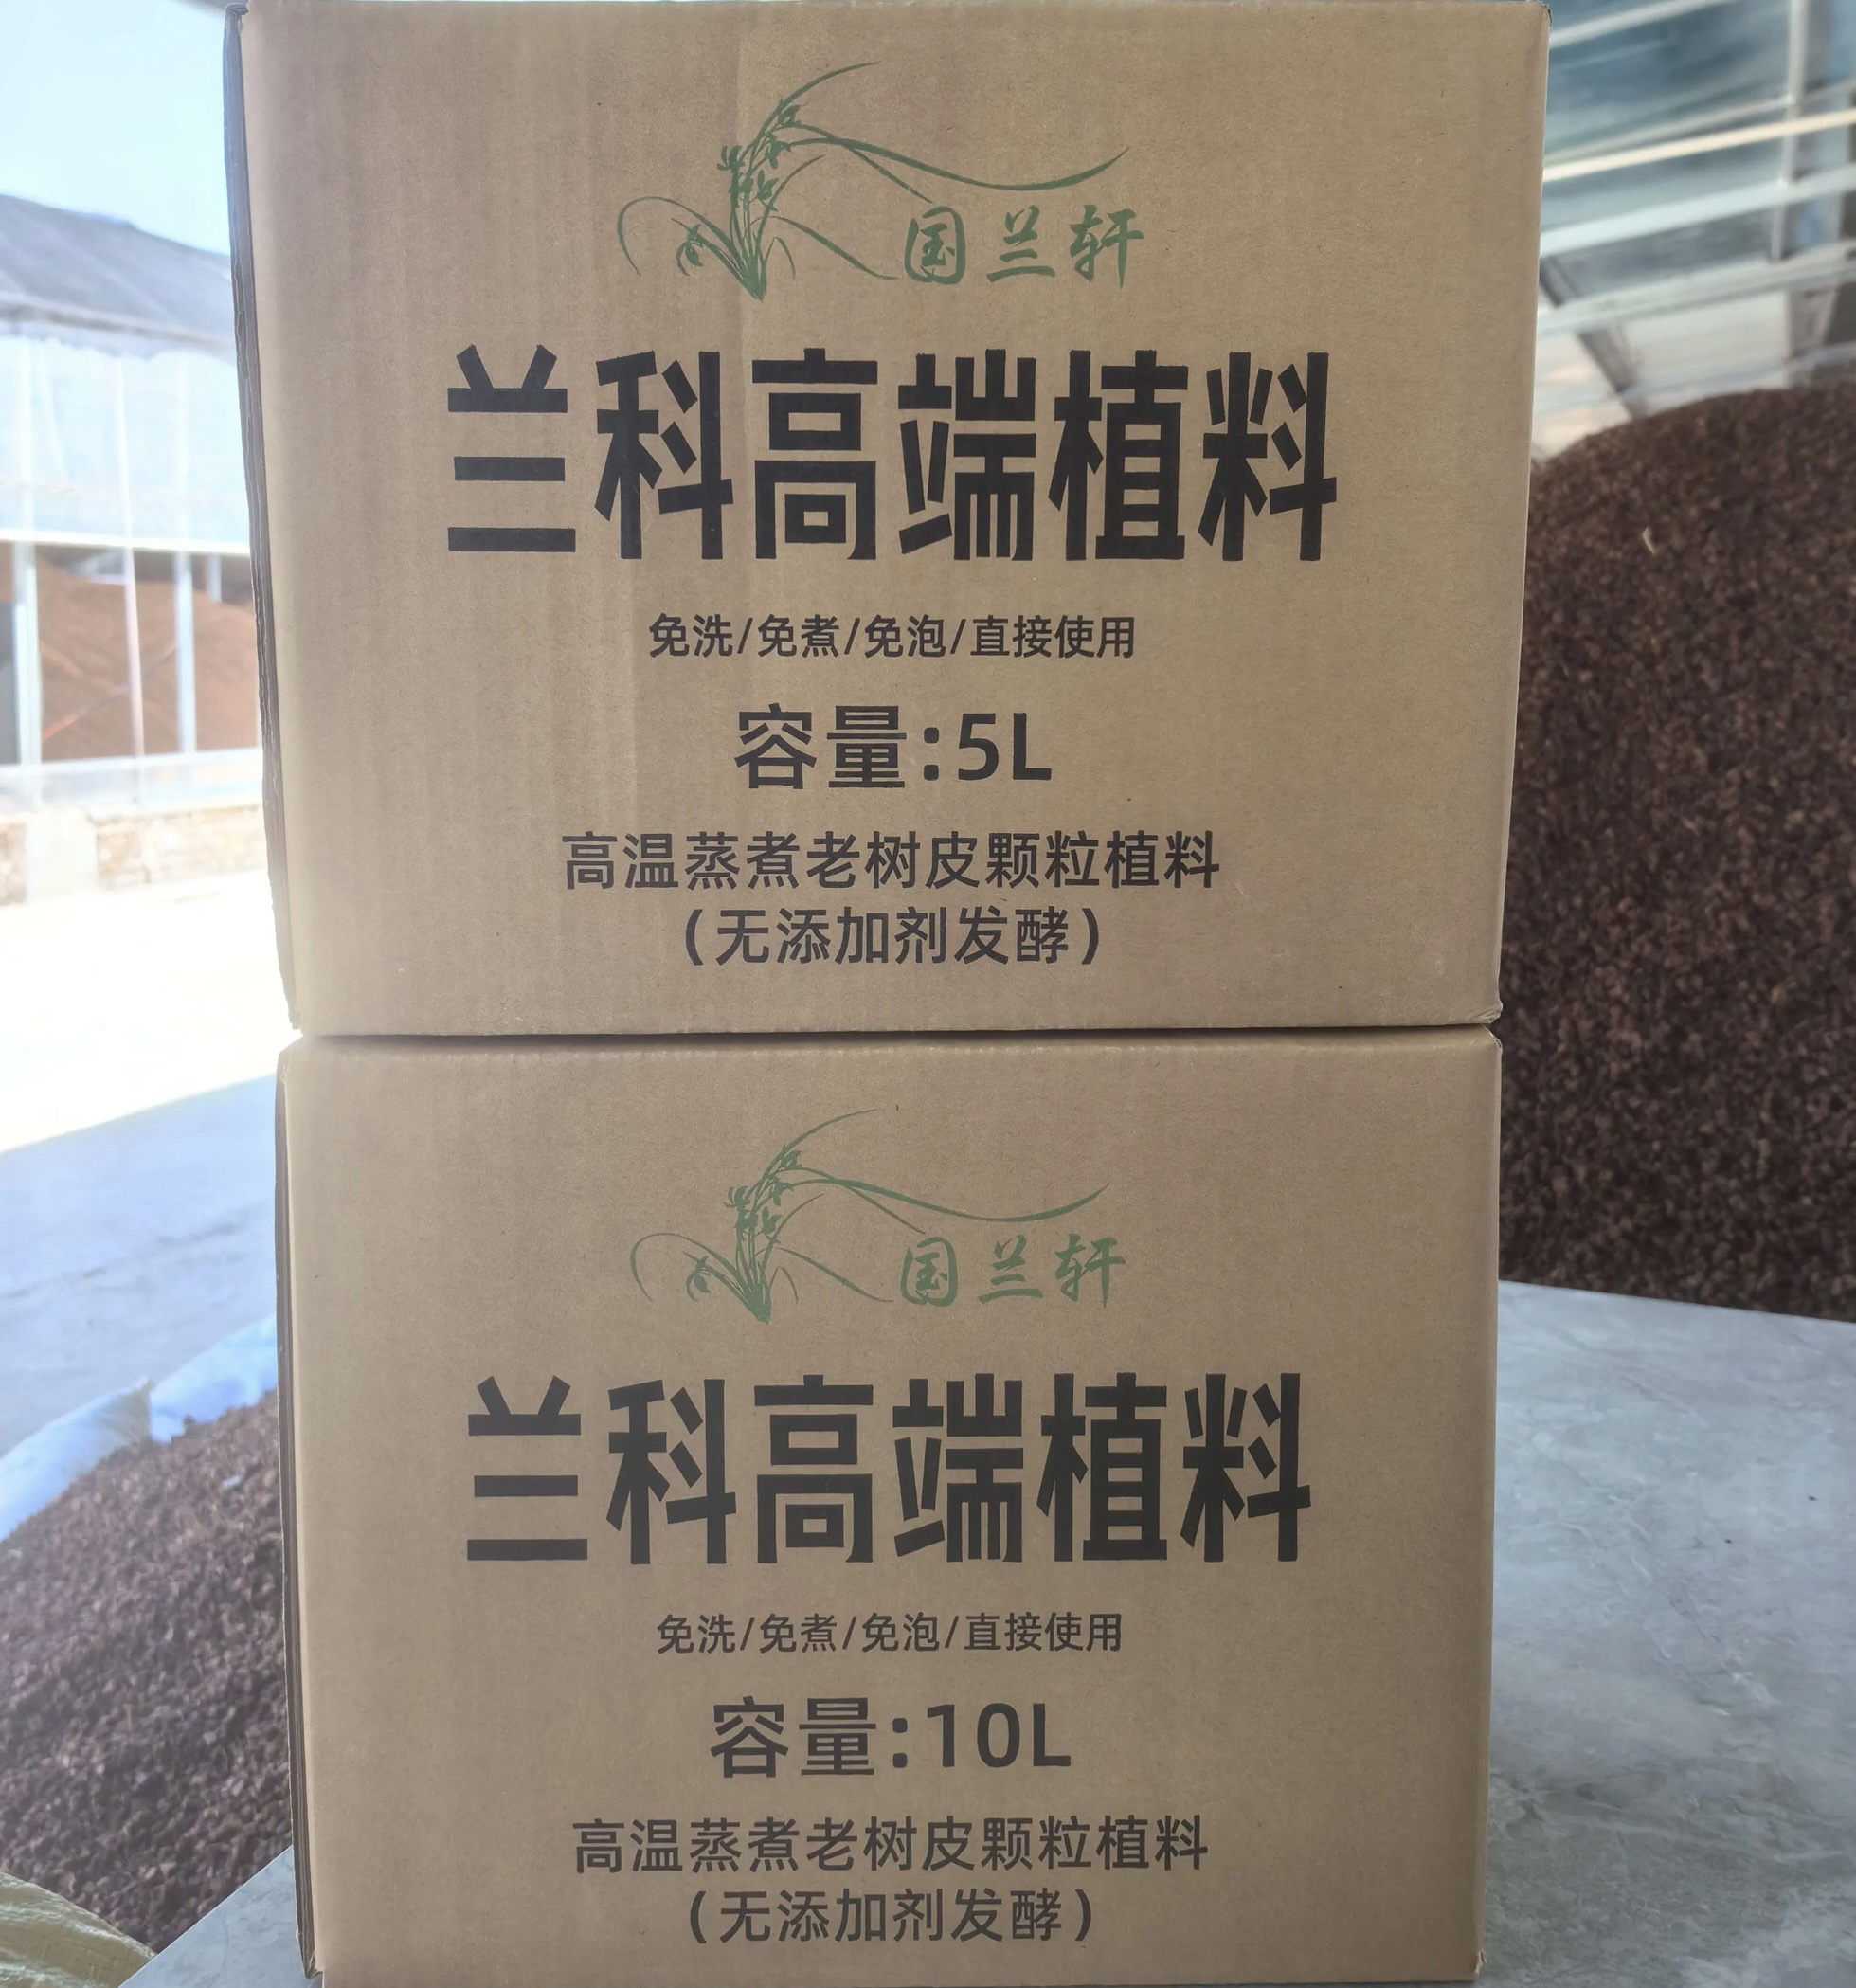 国兰轩
兰科高端植料
免洗/免煮/免泡/直接使用
容量:5L
高温蒸煮老树皮颗粒植料
(无添加剂发酵)
国兰轩
兰科高端植料
免洗/免煮/免泡/直接使用
容量:10L
高温蒸煮老树皮颗粒植料
(无添加剂发酵)